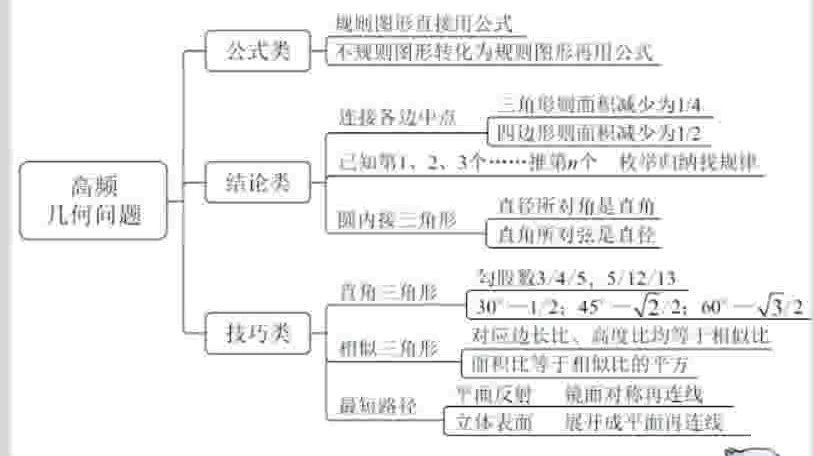 高频
几何问题
公式类
规则图形直接用公式
不规则图形转化为规则图形再用公式
结论类
连接各边中点
三角形则面积减少为1/4
四边形则面积减少为1/2
已知第1、2、3个……推第n个 枚举归纳找规律
圆内接三角形
直径所对角是直角
直角所对弦是直径
技巧类
直角三角形
勾股数3/4/5，5/12/13
30°—1/2；45°—√2/2；60°—√3/2
相似三角形
对应边长比、高度比均等于相似比
面积比等于相似比的平方
最短路径
平面反射 镜面对称再连线
立体表面 展开成平面再连线